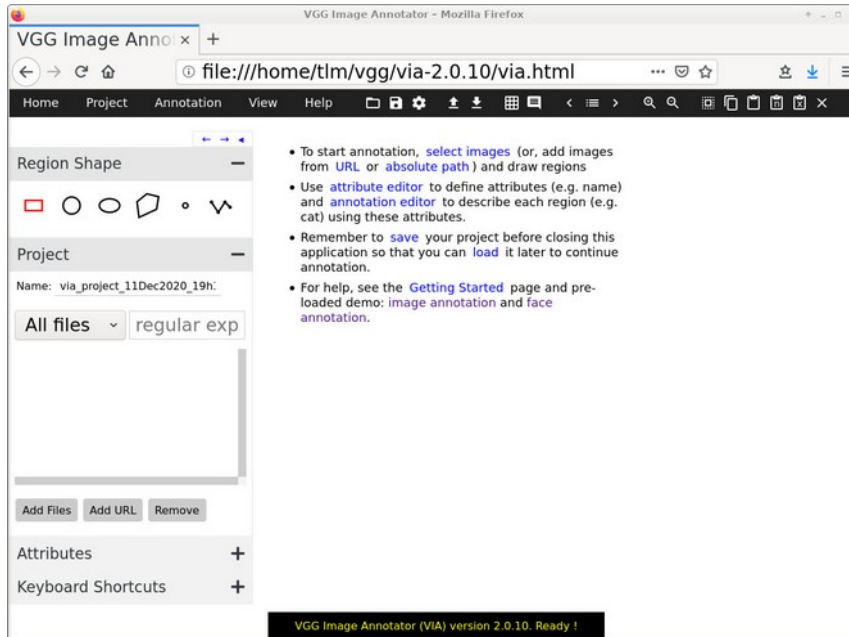 VGG Image Annotator - Mozilla Firefox
VGG Image Anno
file:///home/tlm/vgg/via-2.0.10/via.html
Home Project Annotation View Help
Region Shape
Project
Name: via_project_11Dec2020_19h
All files regular exp
Add Files Add URL Remove
Attributes
Keyboard Shortcuts
• To start annotation, select images (or, add images
from URL or absolute path) and draw regions
• Use attribute editor to define attributes (e.g. name)
and annotation editor to describe each region (e.g.
cat) using these attributes.
• Remember to save your project before closing this
application so that you can load it later to continue
annotation.
• For help, see the Getting Started page and pre-
loaded demo: image annotation and face
annotation.
VGG Image Annotator (VIA) version 2.0.10. Ready !